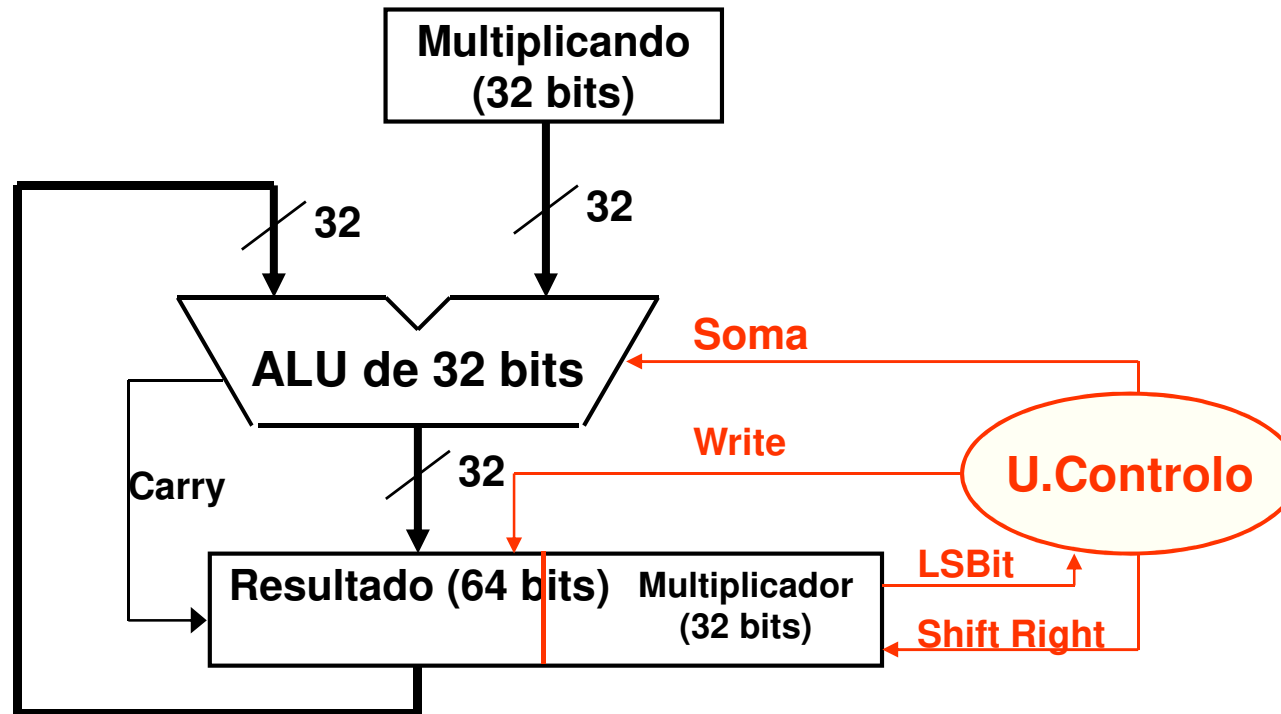 Multiplicando
(32 bits)
32
32
Soma
ALU de 32 bits
Write
32
U.Controlo
Carry
LSBit
Resultado (64 bits)
Multiplicador
(32 bits)
Shift Right